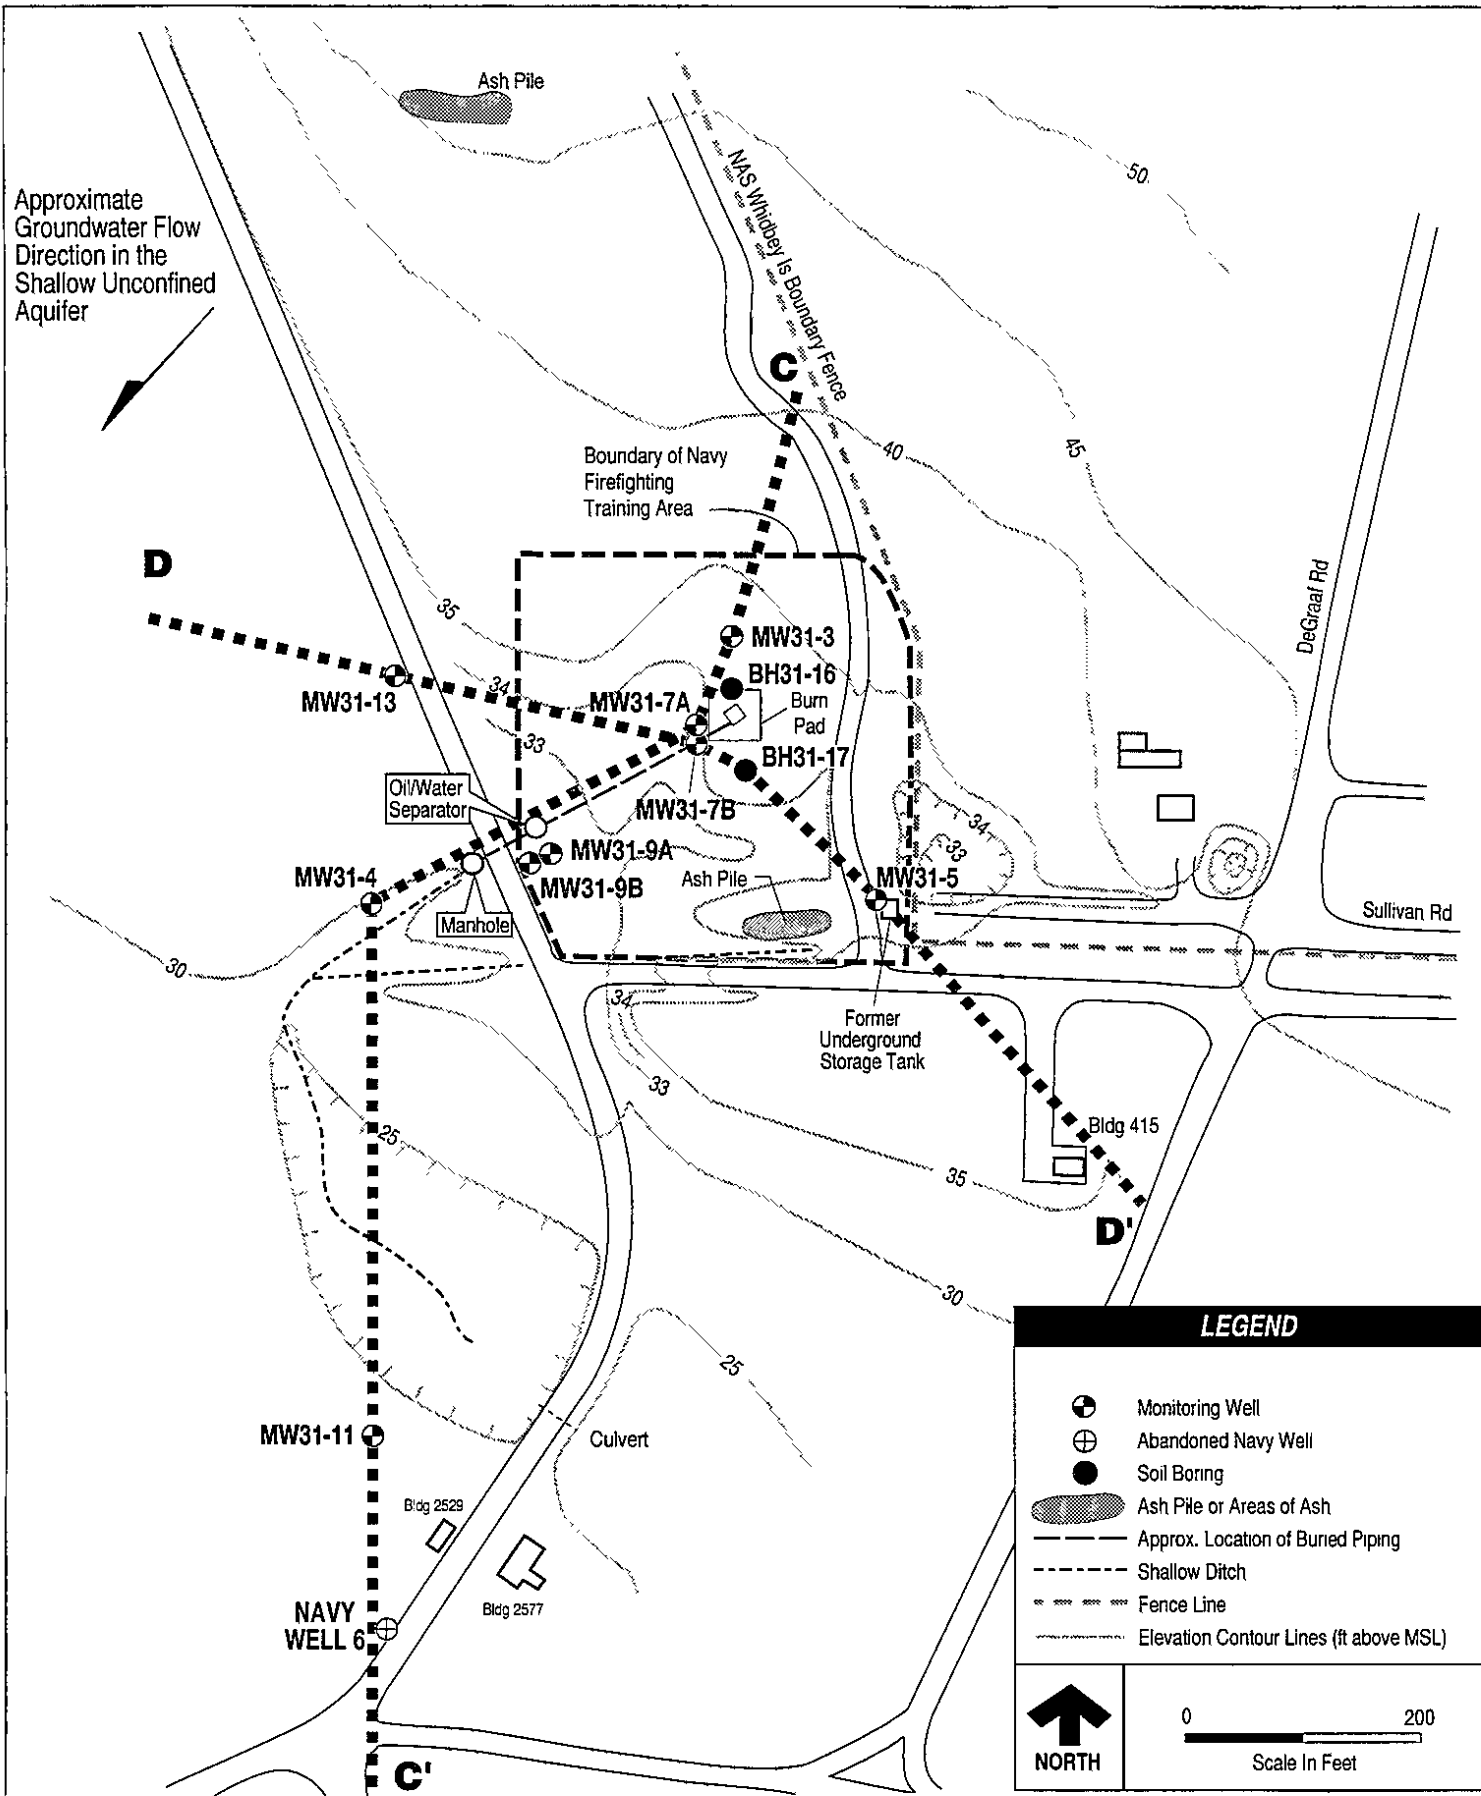 Ash Pile
50
NAS Whidbey Is Boundary Fence
Approximate
Groundwater Flow
Direction in the
Shallow Unconfined
Aquifer
C
40
45
Boundary of Navy
Firefighting
Training Area
D
DeGraaf Rd
35
MW31-3
BH31-16
34
MW31-13
MW31-7A
Burn
Pad
33
BH31-17
Oil/Water
Separator
MW31-7B
34
33
MW31-9A
MW31-4
Ash Pile
MW31-5
MW31-9B
Manhole
Sullivan Rd
30
34
Former
Underground
Storage Tank
33
25
Bldg 415
35
D'
30
25
MW31-11
Culvert
Bldg 2529
Bldg 2577
NAVY
WELL 6
C'
LEGEND
Monitoring Well
Abandoned Navy Well
Soil Boring
Ash Pile or Areas of Ash
Approx. Location of Buried Piping
Shallow Ditch
Fence Line
Elevation Contour Lines (ft above MSL)
NORTH
0 200
Scale In Feet